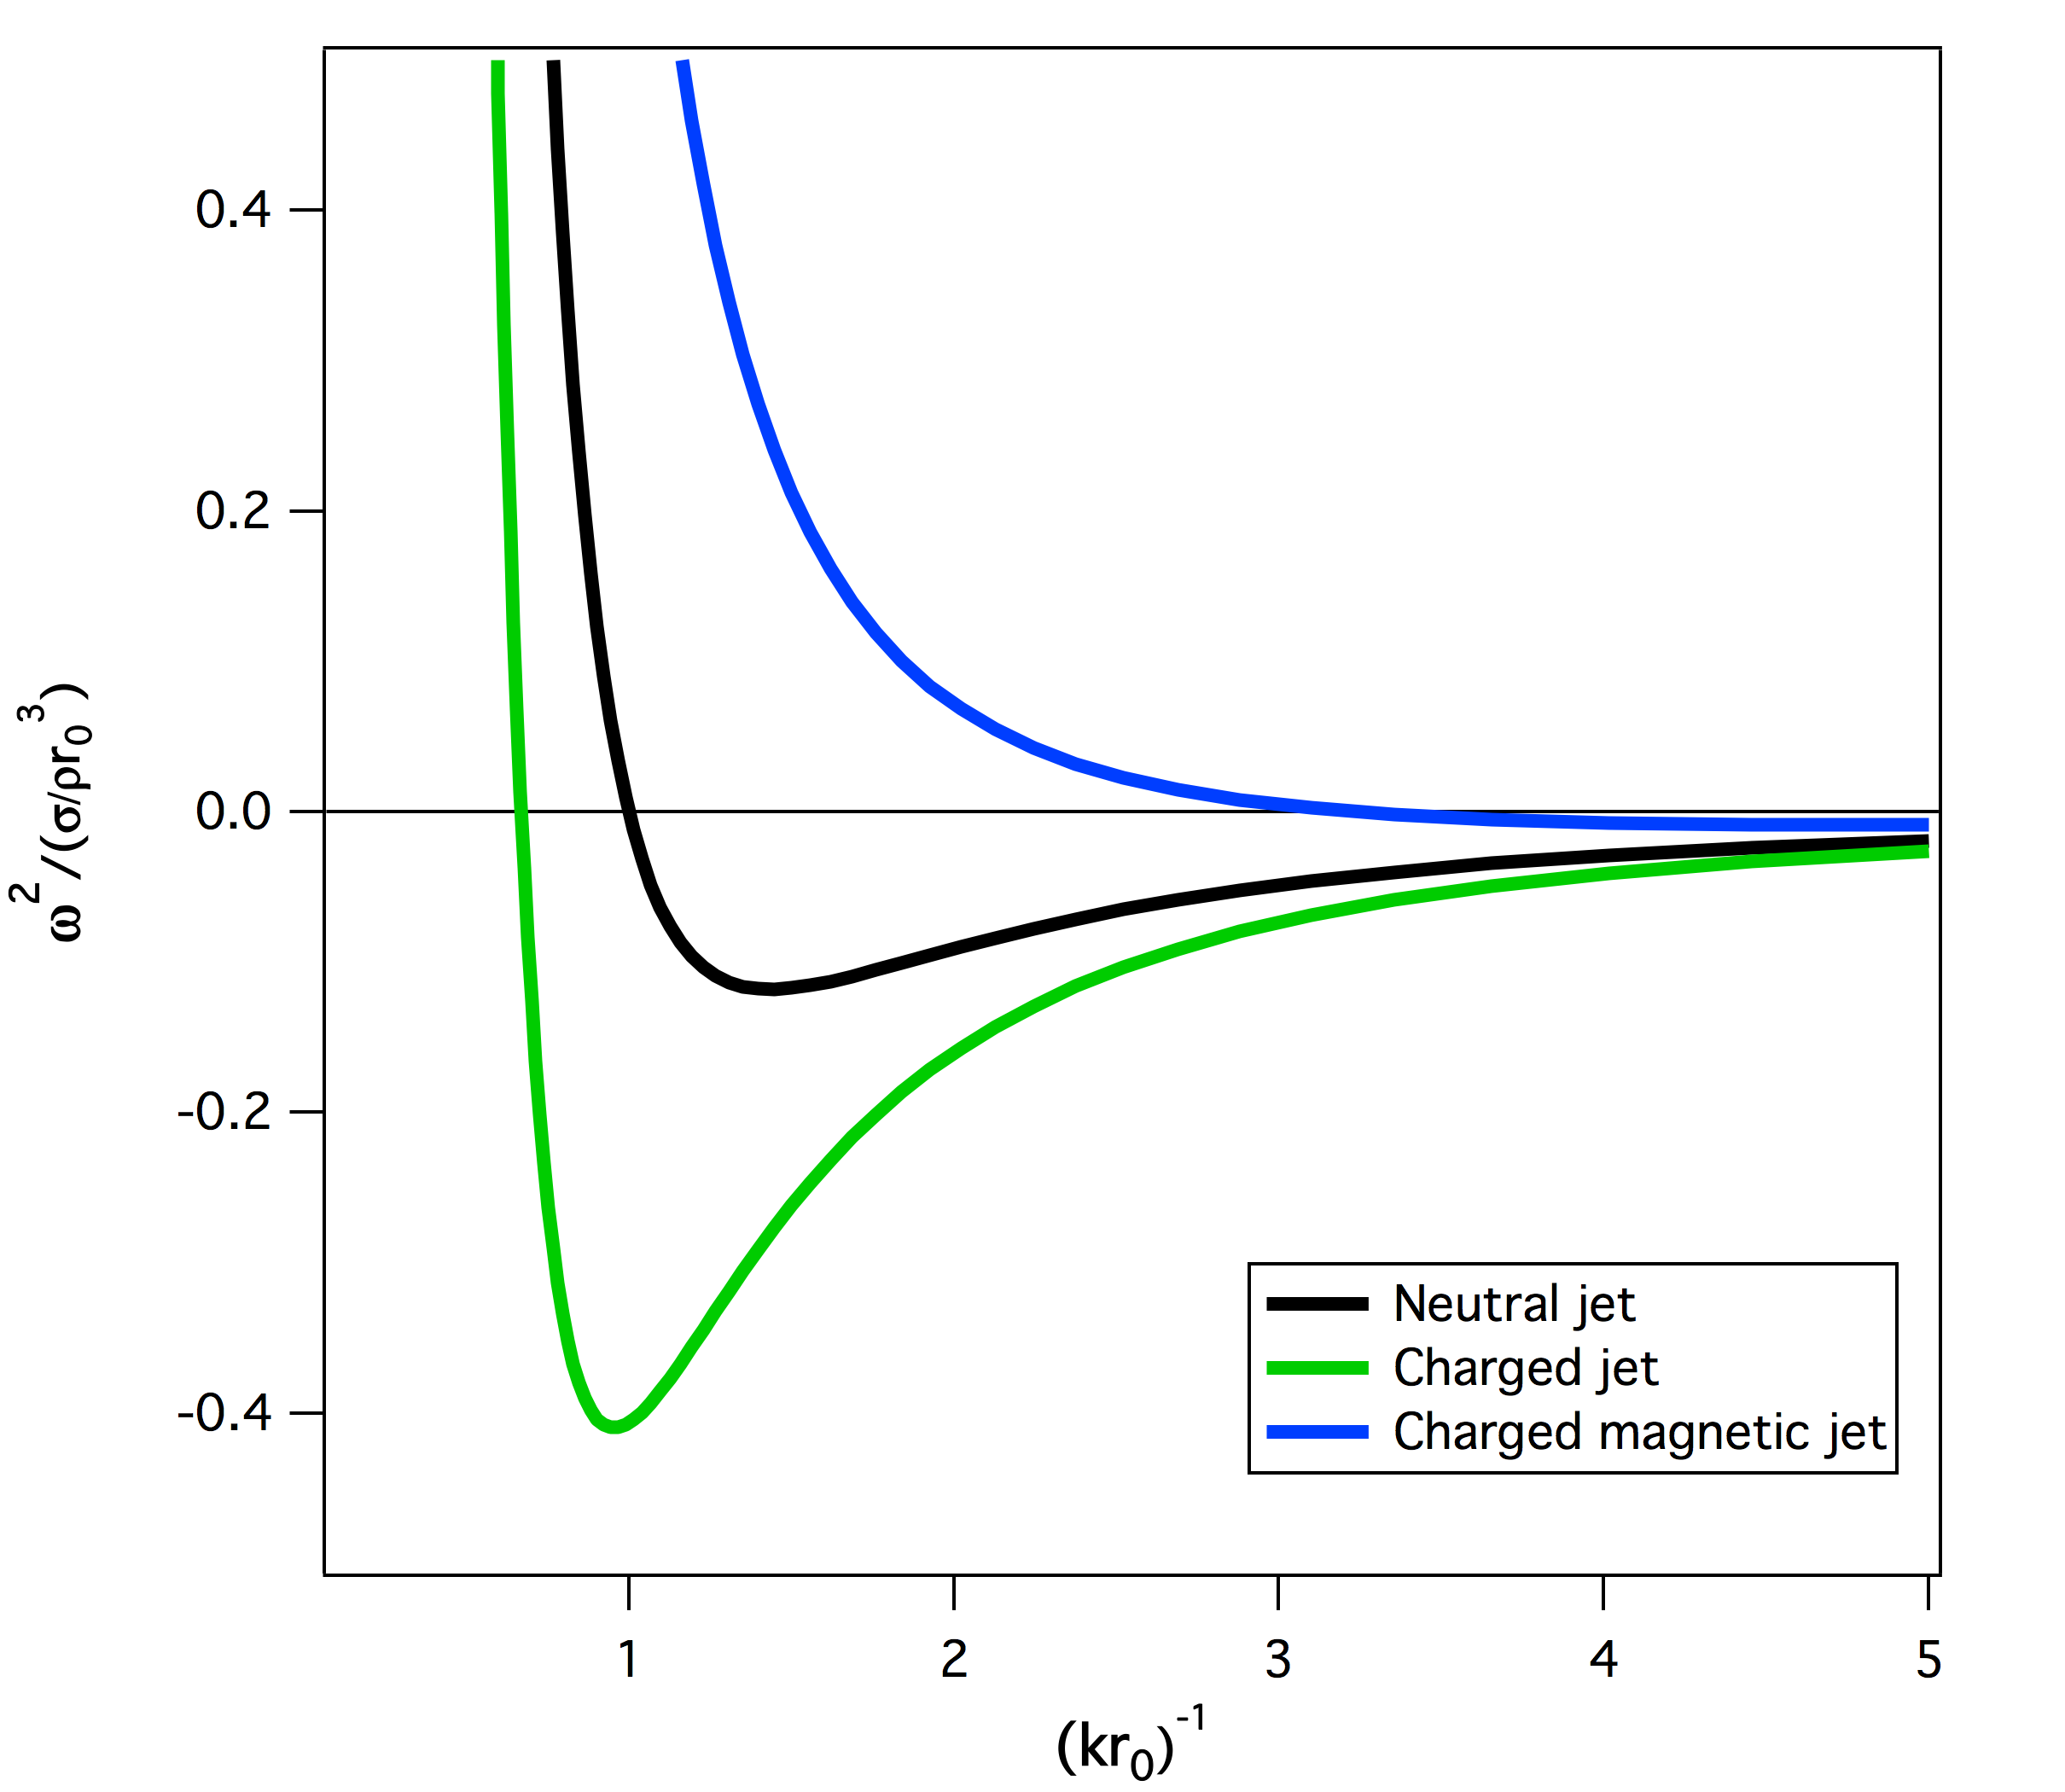 0.4
0.2
0.0
-0.2
-0.4
ω²/(σ/ρr₀³)
1 2 3 4 5
(kr₀)⁻¹
Neutral jet
Charged jet
Charged magnetic jet